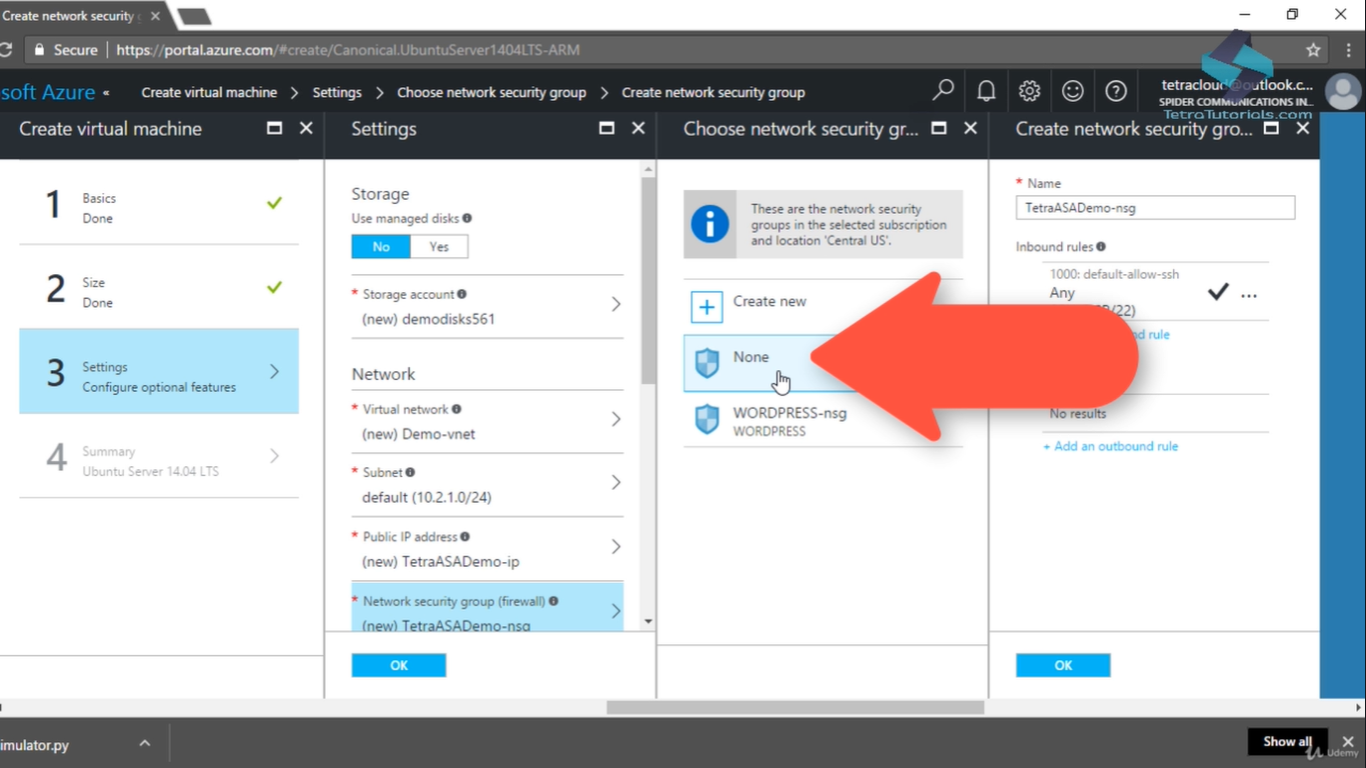 Create network security
Secure
https://portal.azure.com/#create/Canonical.UbuntuServer1404LTS-ARM
soft Azure «
Create virtual machine > Settings > Choose network security group > Create network security group
tetracloud@outlook.c...
SPIDER COMMUNICATIONS IN...
TetraTutorials.com
Create virtual machine
1
Basics
Done
2
Size
Done
3
Settings
Configure optional features
4
Summary
Ubuntu Server 14.04 LTS
Settings
Storage
Use managed disks
No Yes
* Storage account
(new) demodisks561
Network
* Virtual network
(new) Demo-vnet
* Subnet
default (10.2.1.0/24)
* Public IP address
(new) TetraASADemo-ip
* Network security group (firewall)
(new) TetraASADemo-nsg
OK
Choose network security gr...
These are the network security
groups in the selected subscription
and location 'Central US'.
Create new
None
WORDPRESS-nsg
WORDPRESS
Create network security gro...
* Name
TetraASADemo-nsg
Inbound rules
1000: default-allow-ssh
Any
/22)
rule
No results
+ Add an outbound rule
OK
imulator.py
Show all
Udemy